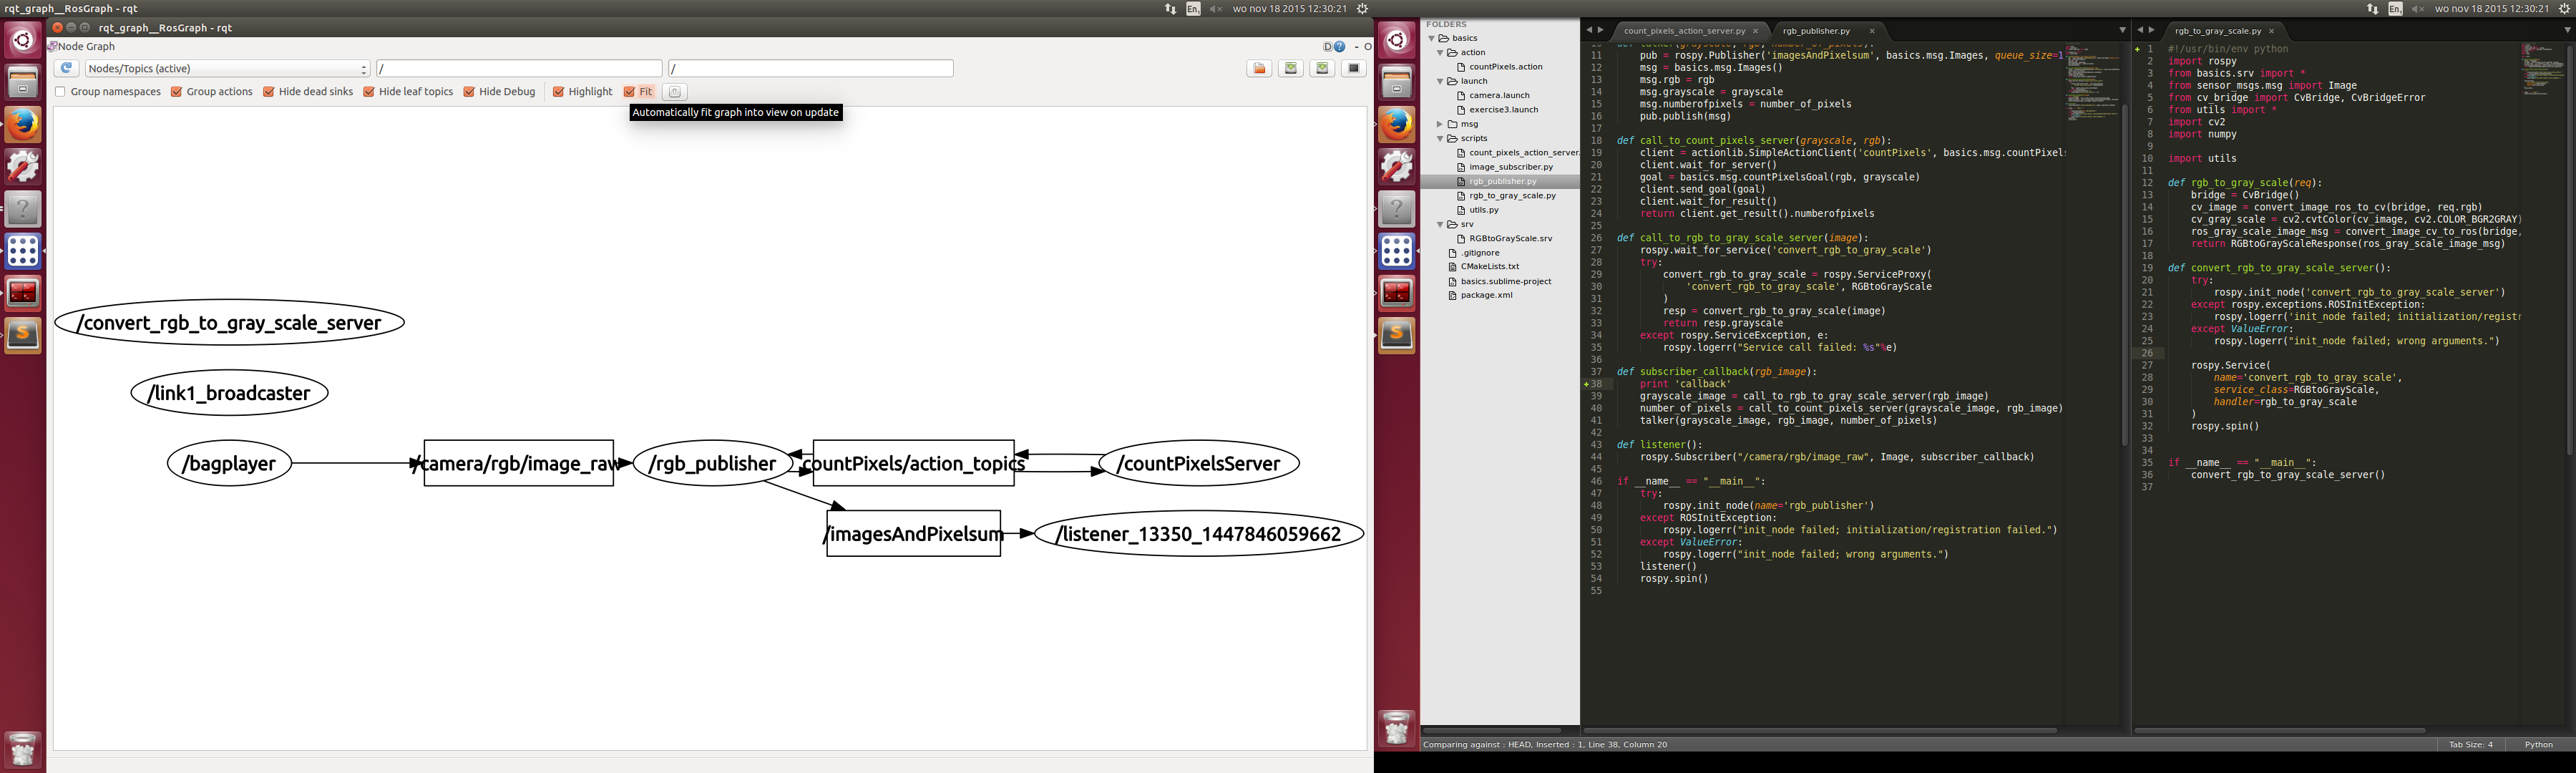 rqt_graph__RosGraph - rqt
En
wo nov 18 2015 12:30:21
rqt_graph__RosGraph - rqt
Node Graph
D
- O
Nodes/Topics (active)
/
/
Group namespaces
Group actions
Hide dead sinks
Hide leaf topics
Hide Debug
Highlight
Fit
Automatically fit graph into view on update
/convert_rgb_to_gray_scale_server
/link1_broadcaster
/bagplayer
/camera/rgb/image_raw
/rgb_publisher
countPixels/action_topics
/countPixelsServer
/imagesAndPixelsum
/listener_13350_1447846059662
En
wo nov 18 2015 12:30:21
FOLDERS
basics
action
countPixels.action
launch
camera.launch
exercise3.launch
msg
scripts
count_pixels_action_server.
image_subscriber.py
rgb_publisher.py
rgb_to_gray_scale.py
utils.py
srv
RGBtoGrayScale.srv
.gitignore
CMakeLists.txt
basics.sublime-project
package.xml
count_pixels_action_server.py ×
rgb_publisher.py ×
10 def talker(grayscale, rgb, number_of_pixels):
11 pub = rospy.Publisher('imagesAndPixelsum', basics.msg.Images, queue_size=1
12 msg = basics.msg.Images()
13 msg.rgb = rgb
14 msg.grayscale = grayscale
15 msg.numberofpixels = number_of_pixels
16 pub.publish(msg)
17
18 def call_to_count_pixels_server(grayscale, rgb):
19 client = actionlib.SimpleActionClient('countPixels', basics.msg.countPixels
20 client.wait_for_server()
21 goal = basics.msg.countPixelsGoal(rgb, grayscale)
22 client.send_goal(goal)
23 client.wait_for_result()
24 return client.get_result().numberofpixels
25
26 def call_to_rgb_to_gray_scale_server(image):
27 rospy.wait_for_service('convert_rgb_to_gray_scale')
28 try:
29 convert_rgb_to_gray_scale = rospy.ServiceProxy(
30 'convert_rgb_to_gray_scale', RGBtoGrayScale
31 )
32 resp = convert_rgb_to_gray_scale(image)
33 return resp.grayscale
34 except rospy.ServiceException, e:
35 rospy.logerr("Service call failed: %s"%e)
36
37 def subscriber_callback(rgb_image):
38 print 'callback'
39 grayscale_image = call_to_rgb_to_gray_scale_server(rgb_image)
40 number_of_pixels = call_to_count_pixels_server(grayscale_image, rgb_image)
41 talker(grayscale_image, rgb_image, number_of_pixels)
42
43 def listener():
44 rospy.Subscriber("/camera/rgb/image_raw", Image, subscriber_callback)
45
46 if __name__ == "__main__":
47 try:
48 rospy.init_node(name='rgb_publisher')
49 except ROSInitException:
50 rospy.logerr("init_node failed; initialization/registration failed.")
51 except ValueError:
52 rospy.logerr("init_node failed; wrong arguments.")
53 listener()
54 rospy.spin()
55
rgb_to_gray_scale.py ×
1 #!/usr/bin/env python
2 import rospy
3 from basics.srv import *
4 from sensor_msgs.msg import Image
5 from cv_bridge import CvBridge, CvBridgeError
6 from utils import *
7 import cv2
8 import numpy
9
10 import utils
11
12 def rgb_to_gray_scale(req):
13 bridge = CvBridge()
14 cv_image = convert_image_ros_to_cv(bridge, req.rgb)
15 cv_gray_scale = cv2.cvtColor(cv_image, cv2.COLOR_BGR2GRAY)
16 ros_gray_scale_image_msg = convert_image_cv_to_ros(bridge,
17 return RGBtoGrayScaleResponse(ros_gray_scale_image_msg)
18
19 def convert_rgb_to_gray_scale_server():
20 try:
21 rospy.init_node('convert_rgb_to_gray_scale_server')
22 except rospy.exceptions.ROSInitException:
23 rospy.logerr('init_node failed; initialization/registr
24 except ValueError:
25 rospy.logerr("init_node failed; wrong arguments.")
26
27 rospy.Service(
28 name='convert_rgb_to_gray_scale',
29 service_class=RGBtoGrayScale,
30 handler=rgb_to_gray_scale
31 )
32 rospy.spin()
33
34
35 if __name__ == "__main__":
36 convert_rgb_to_gray_scale_server()
37
Comparing against : HEAD, Inserted : 1, Line 38, Column 20
Tab Size: 4
Python